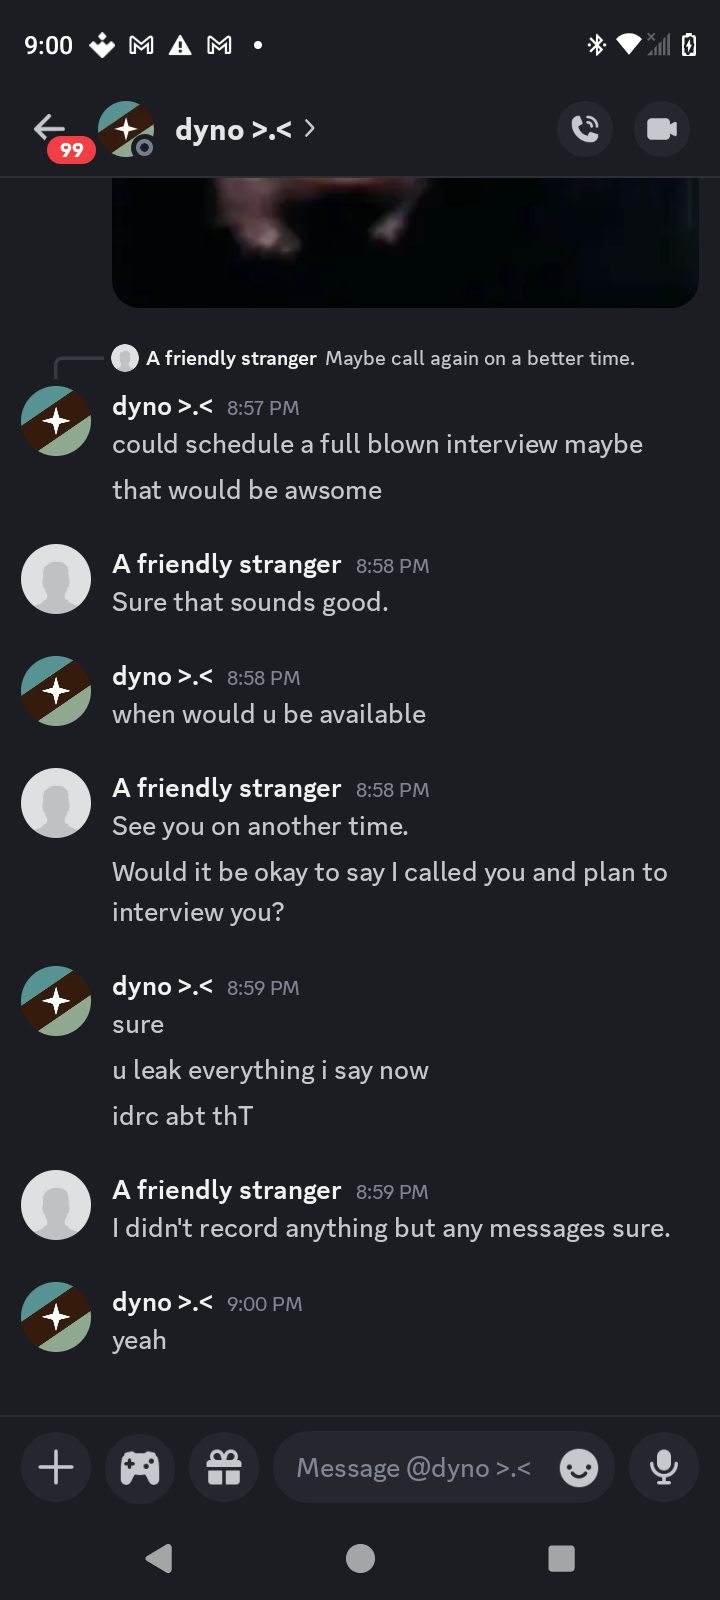 9:00
99
dyno >.<
A friendly stranger Maybe call again on a better time.
dyno >.< 8:57 PM
could schedule a full blown interview maybe
that would be awsome
A friendly stranger 8:58 PM
Sure that sounds good.
dyno >.< 8:58 PM
when would u be available
A friendly stranger 8:58 PM
See you on another time.
Would it be okay to say I called you and plan to
interview you?
dyno >.< 8:59 PM
sure
u leak everything i say now
idrc abt thT
A friendly stranger 8:59 PM
I didn't record anything but any messages sure.
dyno >.< 9:00 PM
yeah
Message @dyno >.<